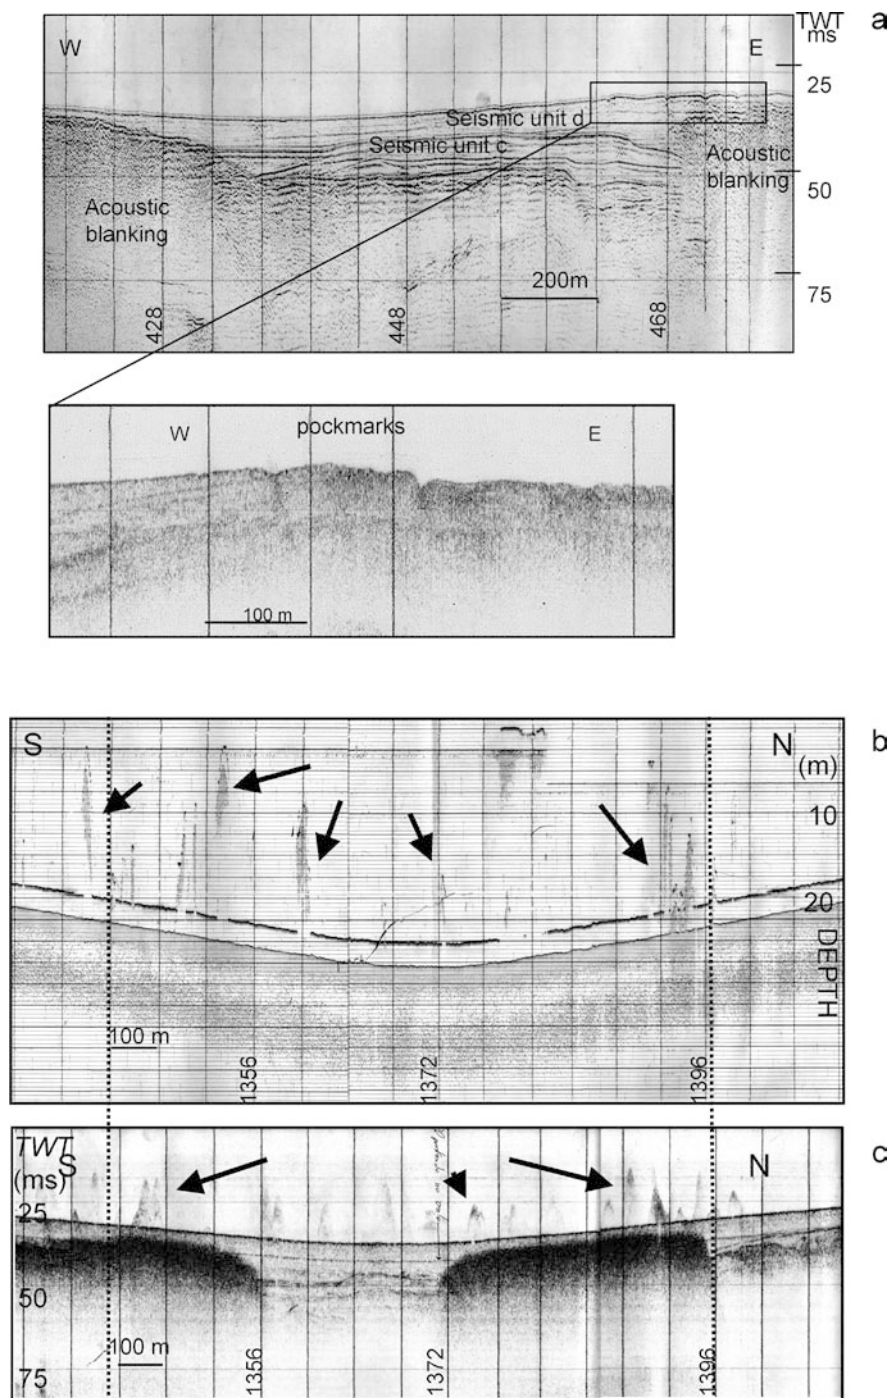 TWT
ms
a
W
E
25
Seismic unit d
Seismic unit c
Acoustic
blanking
50
Acoustic
blanking
200m
75
428
448
468
W
pockmarks
E
100 m
S
N
b
(m)
10
20
DEPTH
100 m
1356
1372
1396
TWT
S
N
c
(ms)
25
50
100 m
75
1356
1372
1396